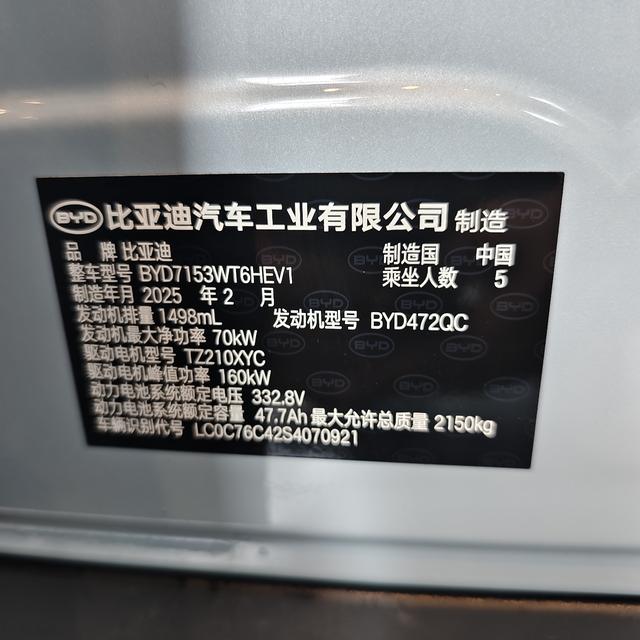 BYD 比亚迪汽车工业有限公司 制造
品 牌 比亚迪 制造国 中国
整车型号 BYD7153WT6HEV1 乘坐人数 5
制造年月 2025 年 2 月
发动机排量 1498mL 发动机型号 BYD472QC
发动机最大净功率 70kW
驱动电机型号 TZ210XYC
驱动电机峰值功率 160kW
动力电池系统额定电压 332.8V
动力电池系统额定容量 47.7Ah 最大允许总质量 2150kg
车辆识别代号 LC0C76C42S4070921